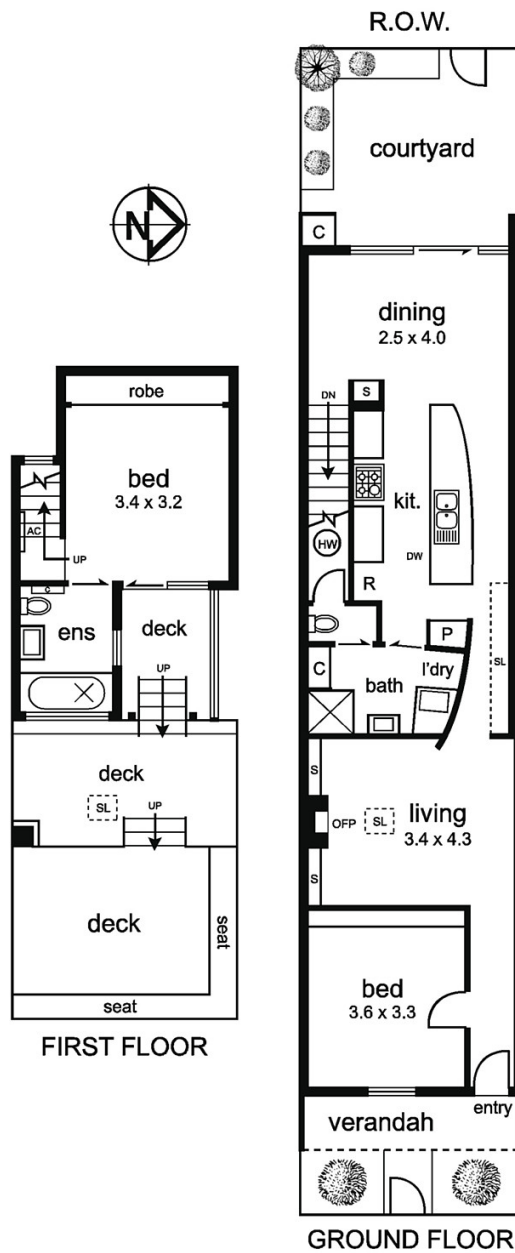 R.O.W.
courtyard
N
C
dining
2.5 x 4.0
DN
S
kit.
HW
DW
R
P
SL
C
bath
l'dry
S
OFP
SL
living
3.4 x 4.3
S
bed
3.6 x 3.3
entry
verandah
GROUND FLOOR
robe
bed
3.4 x 3.2
AC
UP
C
ens
deck
UP
deck
SL
UP
deck
seat
seat
FIRST FLOOR